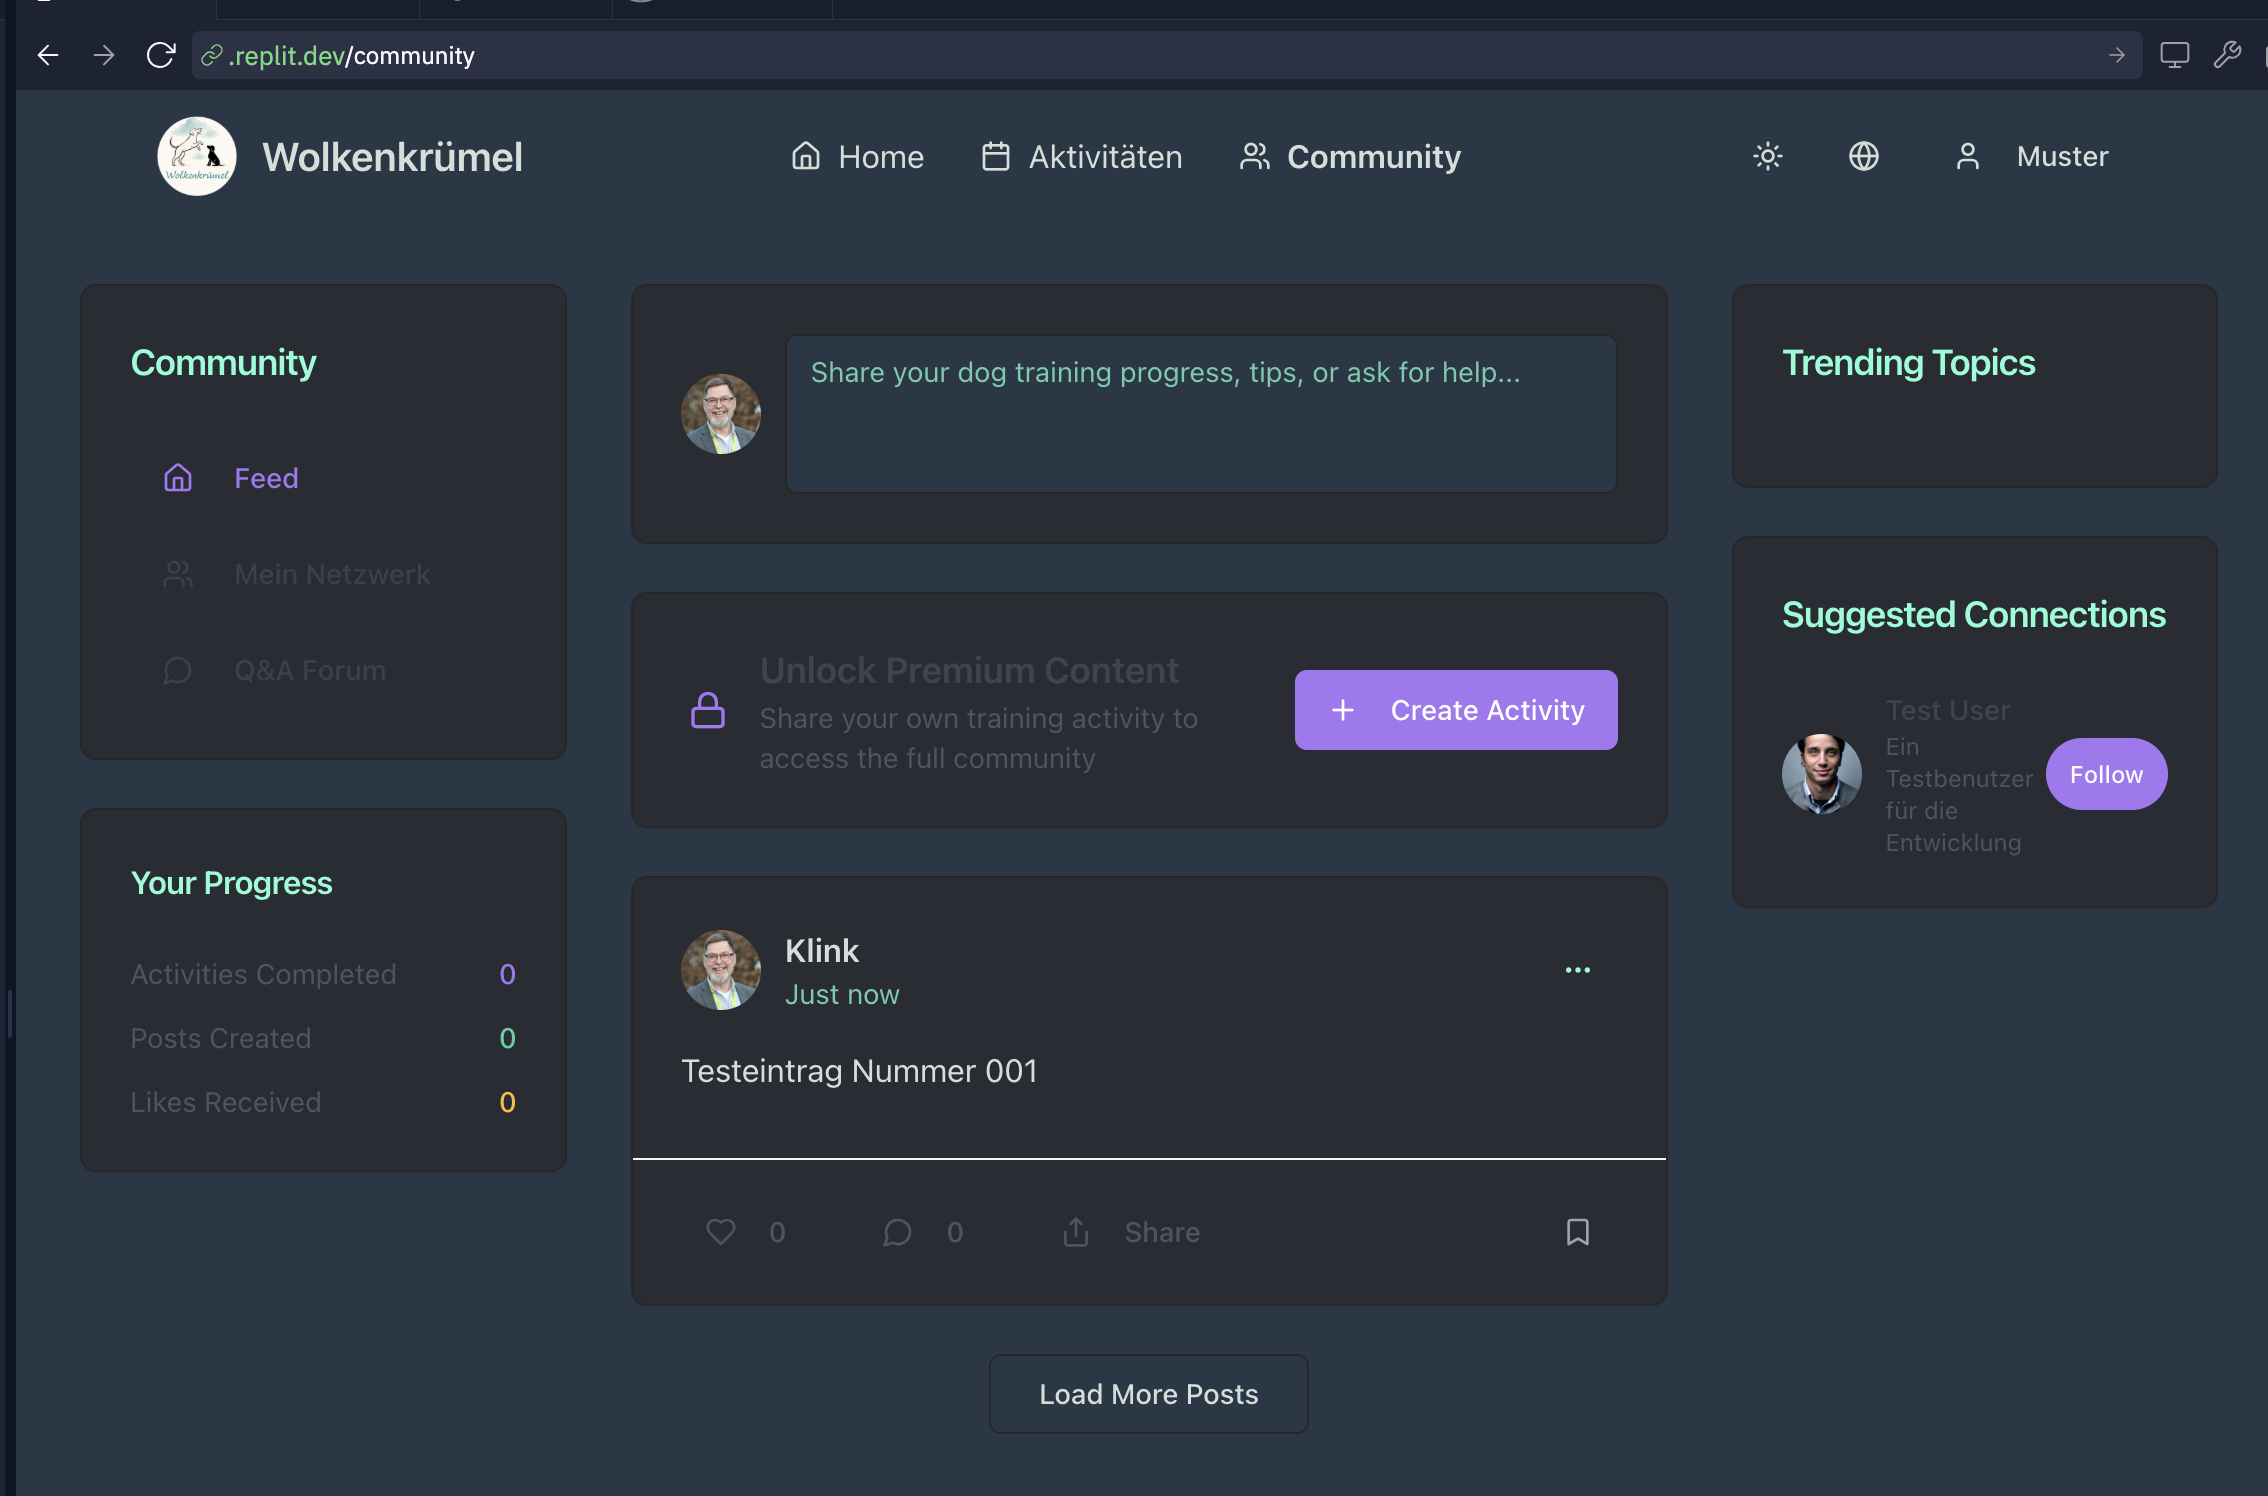 .replit.dev/community
Wolkenkrümel
Wolkenkrümel
Home
Aktivitäten
Community
Muster
Community
Feed
Mein Netzwerk
Q&A Forum
Your Progress
Activities Completed 0
Posts Created 0
Likes Received 0
Share your dog training progress, tips, or ask for help...
Unlock Premium Content
Share your own training activity to
access the full community
Create Activity
Klink
Just now
Testeintrag Nummer 001
0
0
Share
Load More Posts
Trending Topics
Suggested Connections
Test User
Ein
Testbenutzer
für die
Entwicklung
Follow